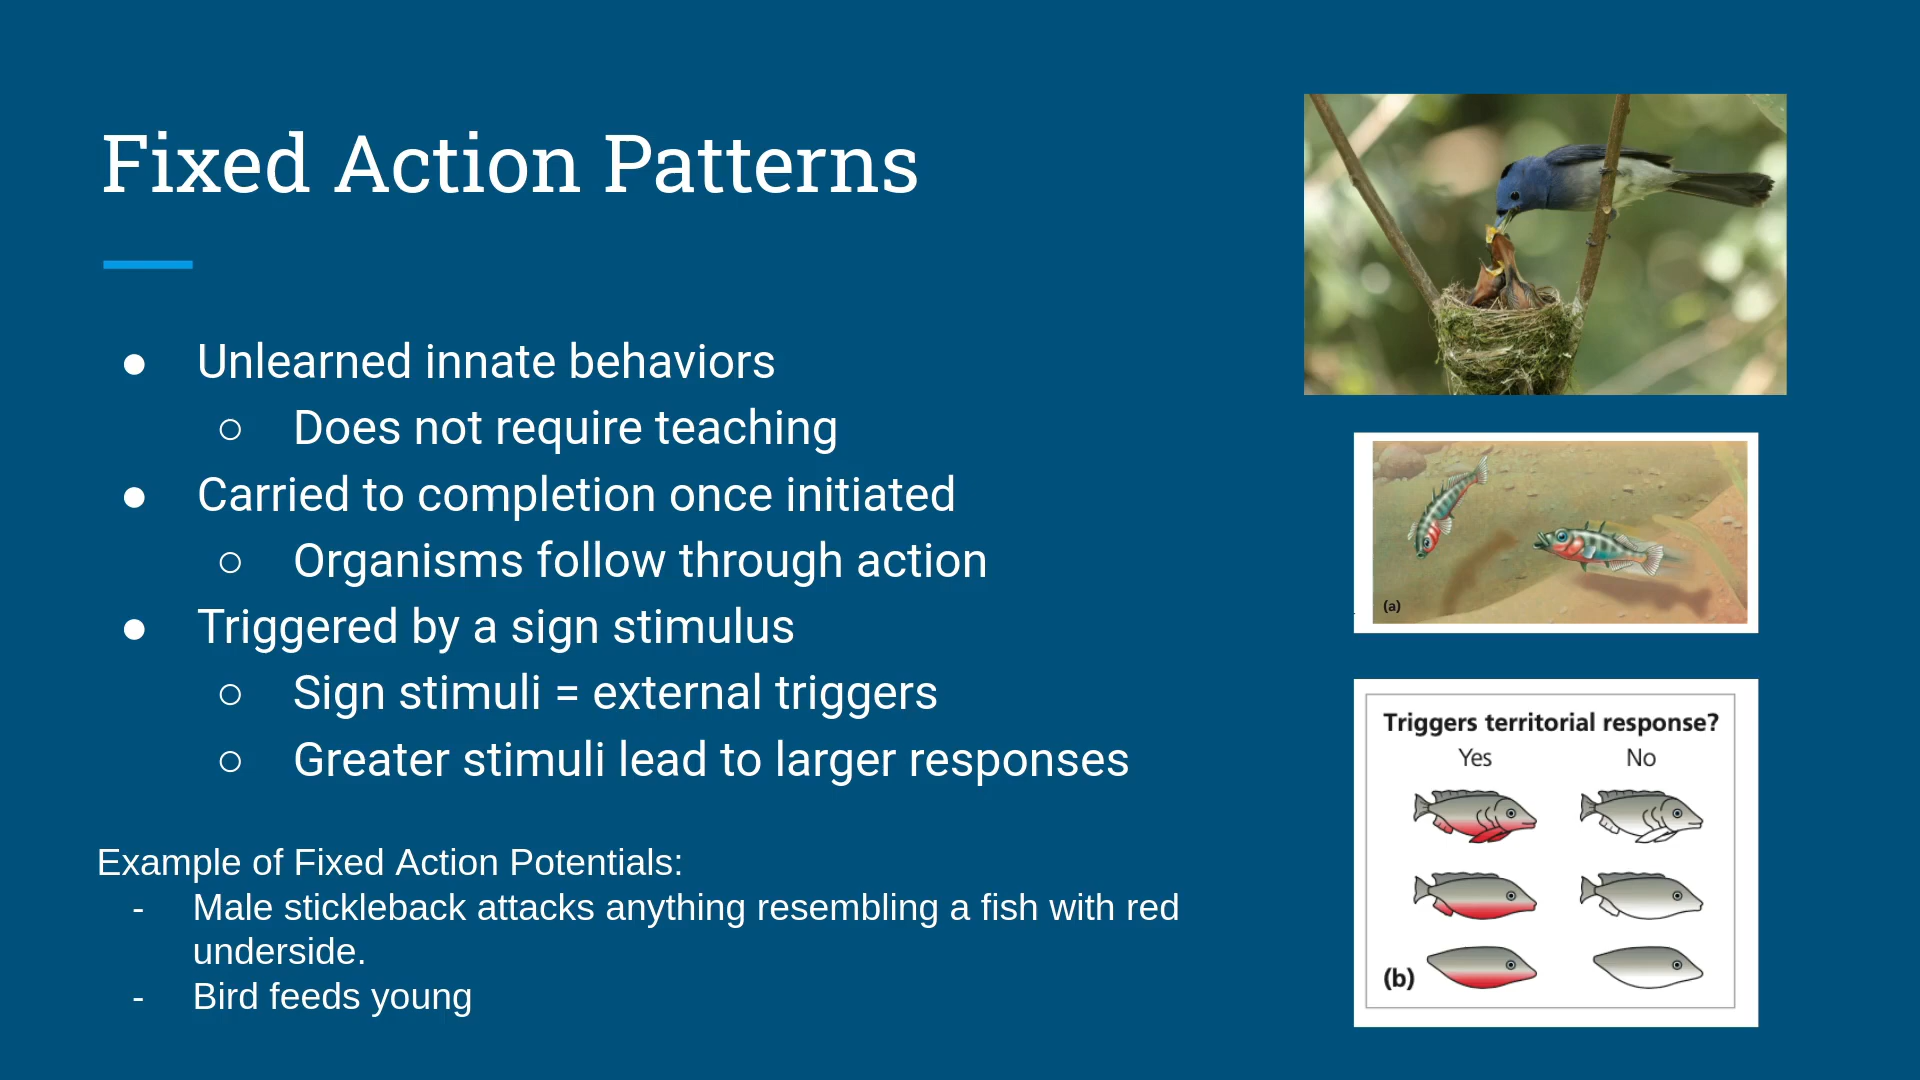 Fixed Action Patterns
● Unlearned innate behaviors
○ Does not require teaching
● Carried to completion once initiated
○ Organisms follow through action
● Triggered by a sign stimulus
○ Sign stimuli = external triggers
○ Greater stimuli lead to larger responses
Example of Fixed Action Potentials:
- Male stickleback attacks anything resembling a fish with red
underside.
- Bird feeds young
(a)
Triggers territorial response?
Yes No
(b)